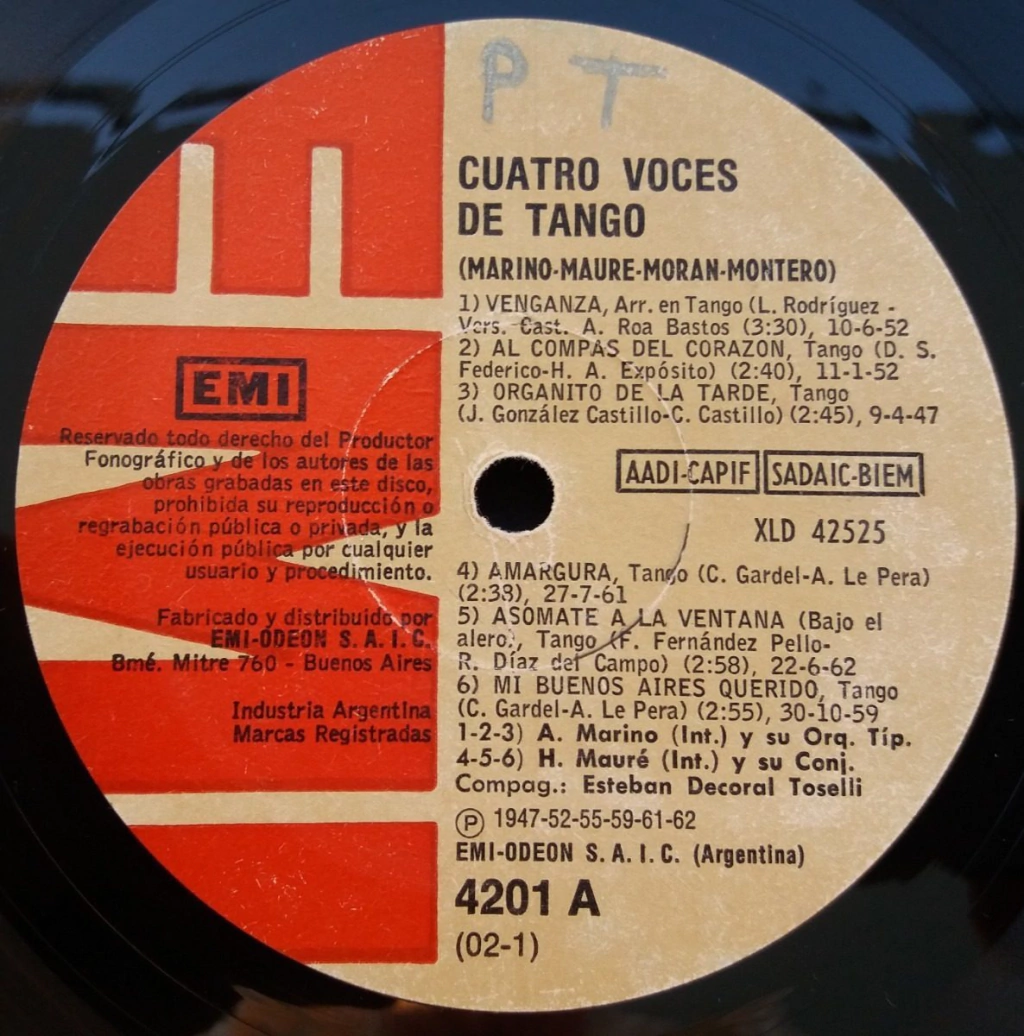 P T
CUATRO VOCES
DE TANGO
(MARINO-MAURE-MORAN-MONTERO)
1) VENGANZA, Arr. en Tango (L. Rodríguez -
Vers. Cast. A. Roa Bastos (3:30), 10-6-52
2) AL COMPAS DEL CORAZON, Tango (D. S.
Federico-H. A. Expósito) (2:40), 11-1-52
3) ORGANITO DE LA TARDE, Tango
(J. González Castillo-C. Castillo) (2:45), 9-4-47
AADI-CAPIF SADAIC-BIEM
XLD 42525
4) AMARGURA, Tango (C. Gardel-A. Le Pera)
(2:33), 27-7-61
5) ASOMATE A LA VENTANA (Bajo el
alero), Tango (F. Fernández Pello-
R. Díaz del Campo) (2:58), 22-6-62
6) MI BUENOS AIRES QUERIDO, Tango
(C. Gardel-A. Le Pera) (2:55), 30-10-59
1-2-3) A. Marino (Int.) y su Orq. Típ.
4-5-6) H. Mauré (Int.) y su Conj.
Compag.: Esteban Decoral Toselli
Ⓟ 1947-52-55-59-61-62
EMI-ODEON S.A.I.C. (Argentina)
4201 A
(02-1)
EMI
EMI
Reservado todo derecho del Productor
Fonográfico y de los autores de las
obras grabadas en este disco,
prohibida su reproducción o
regrabación pública o privada, y la
ejecución pública por cualquier
usuario y procedimiento.
Fabricado y distribuido por
EMI-ODEON S.A.I.C.
Bmé. Mitre 760 - Buenos Aires
Industria Argentina
Marcas Registradas